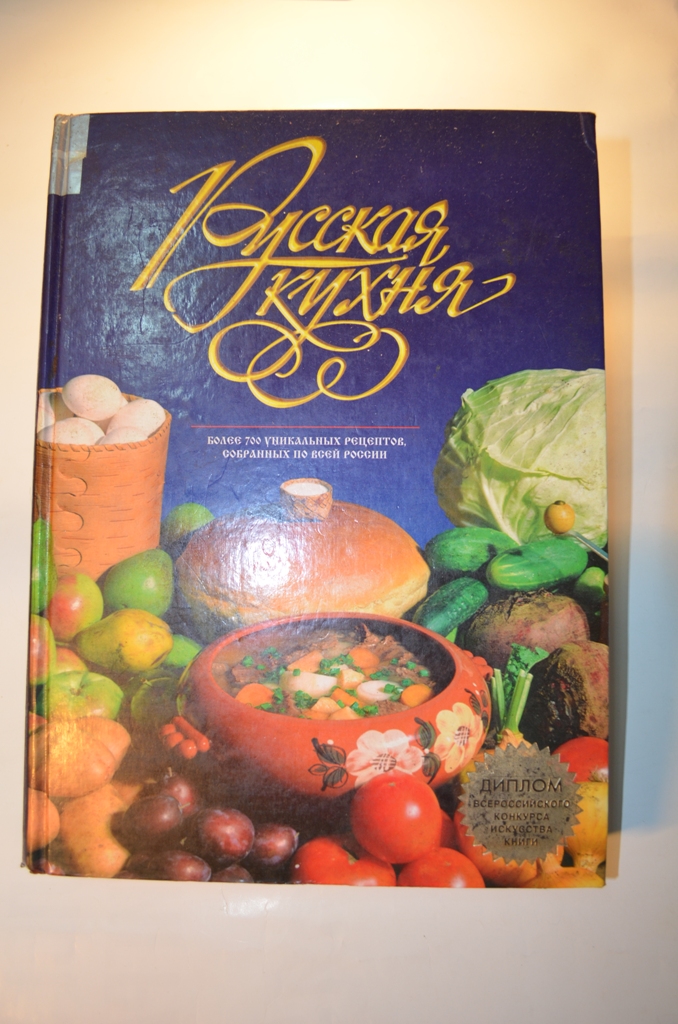 Русская
кухня
БОЛЕЕ 700 УНИКАЛЬНЫХ РЕЦЕПТОВ,
СОБРАННЫХ ПО ВСЕЙ РОССИИ
ДИПЛОМ
ВСЕРОССИЙСКОГО
КОНКУРСА
ИСКУССТВА
КНИГИ